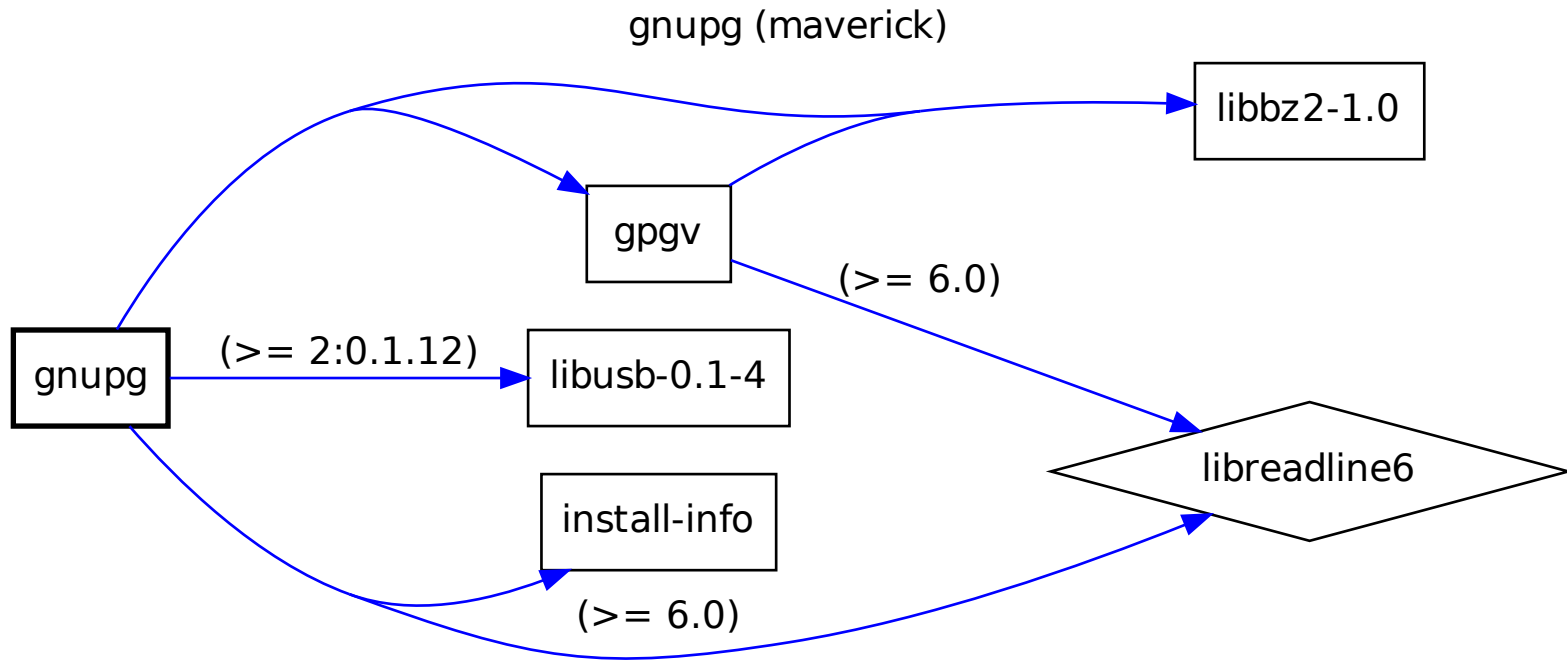 gnupg (maverick)
libbz2-1.0
gpgv
(>= 6.0)
gnupg
(>= 2:0.1.12)
libusb-0.1-4
libreadline6
install-info
(>= 6.0)